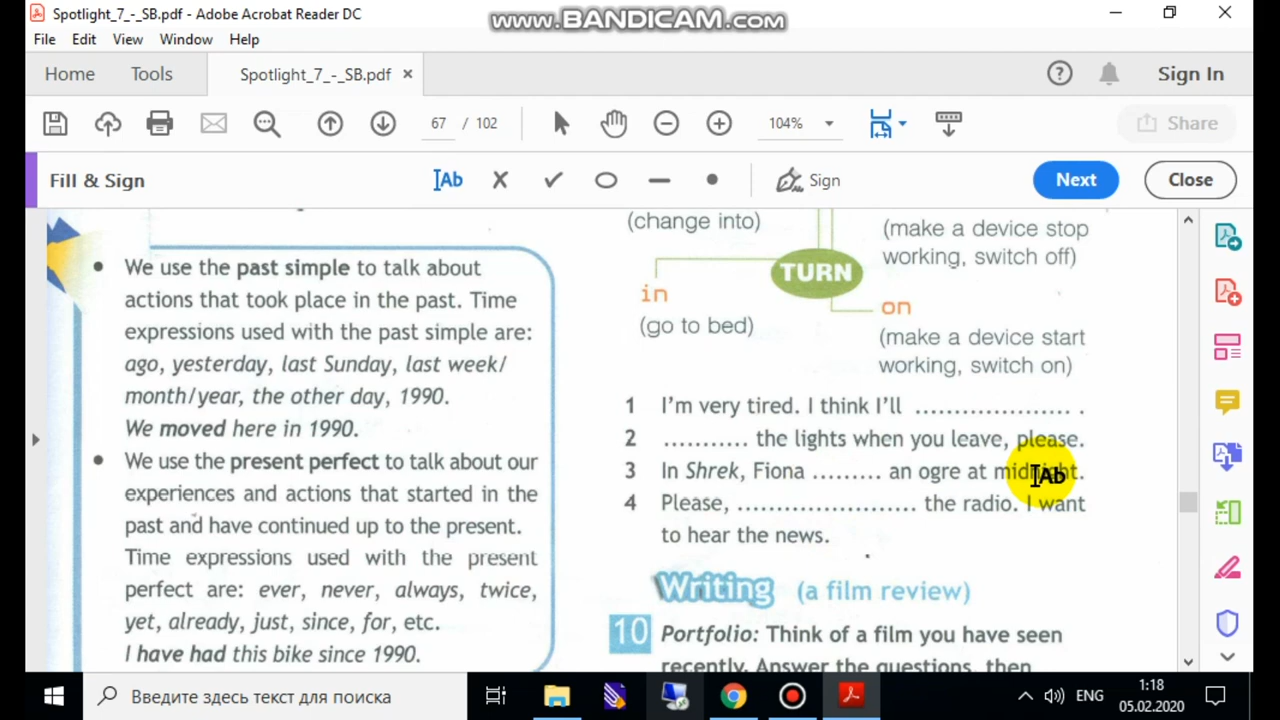 Spotlight_7_-_SB.pdf - Adobe Acrobat Reader DC
www.BANDICAM.com
File Edit View Window Help
Home Tools Spotlight_7_-_SB.pdf × Sign In
67 / 102 104% Share
Fill & Sign Ab Sign Next Close
We use the past simple to talk about
actions that took place in the past. Time
expressions used with the past simple are:
ago, yesterday, last Sunday, last week/
month/year, the other day, 1990.
We moved here in 1990.
We use the present perfect to talk about our
experiences and actions that started in the
past and have continued up to the present.
Time expressions used with the present
perfect are: ever, never, always, twice,
yet, already, just, since, for, etc.
I have had this bike since 1990.
(change into)
(make a device stop
working, switch off)
TURN
in
(go to bed)
on
(make a device start
working, switch on)
1 I'm very tired. I think I'll ..................... .
2 ........... the lights when you leave, please.
3 In Shrek, Fiona ......... an ogre at midnight.
4 Please, ........................ the radio. I want
to hear the news.
Writing (a film review)
10 Portfolio: Think of a film you have seen
recently. Answer the questions, then
Введите здесь текст для поиска
ENG
1:18
05.02.2020